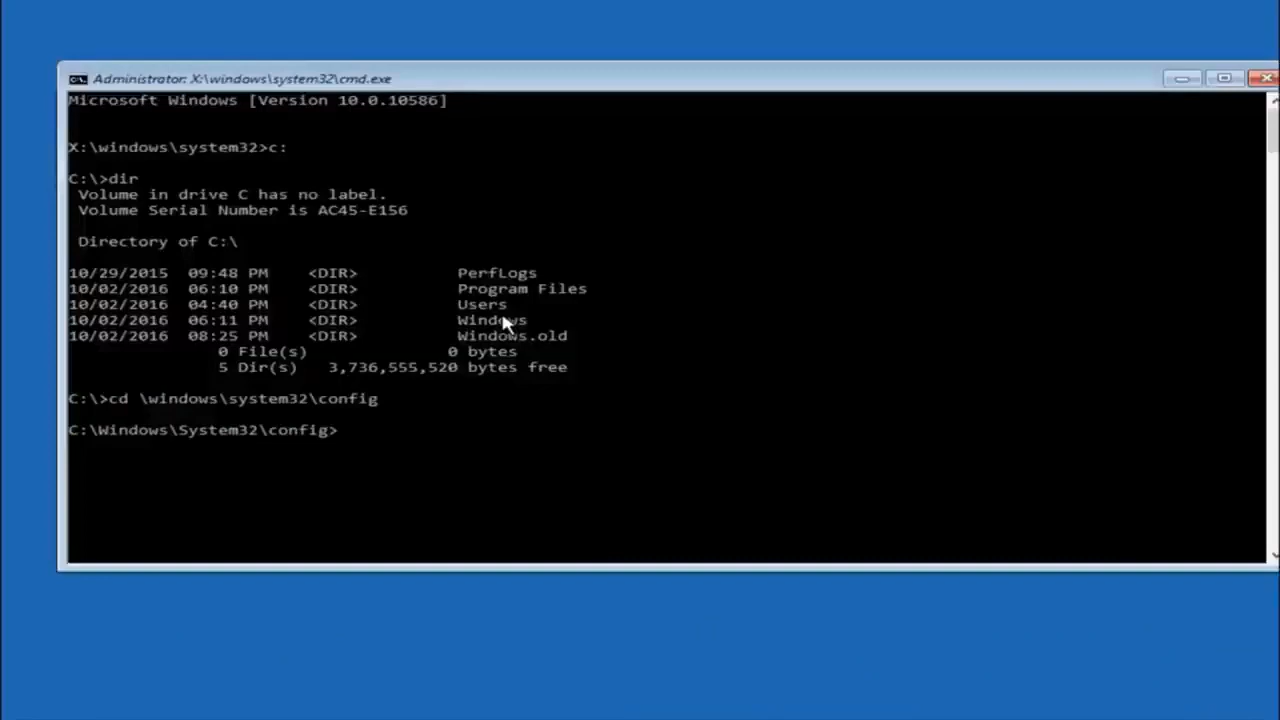 Administrator: X:\windows\system32\cmd.exe
Microsoft Windows [Version 10.0.10586]
X:\windows\system32>c:
C:\>dir
Volume in drive C has no label.
Volume Serial Number is AC45-E156
Directory of C:\
10/29/2015  09:48 PM    <DIR>          PerfLogs
10/02/2016  06:10 PM    <DIR>          Program Files
10/02/2016  04:40 PM    <DIR>          Users
10/02/2016  06:11 PM    <DIR>          Windows
10/02/2016  08:25 PM    <DIR>          Windows.old
0 File(s)              0 bytes
5 Dir(s)   3,736,555,520 bytes free
C:\>cd \windows\system32\config
C:\Windows\System32\config>